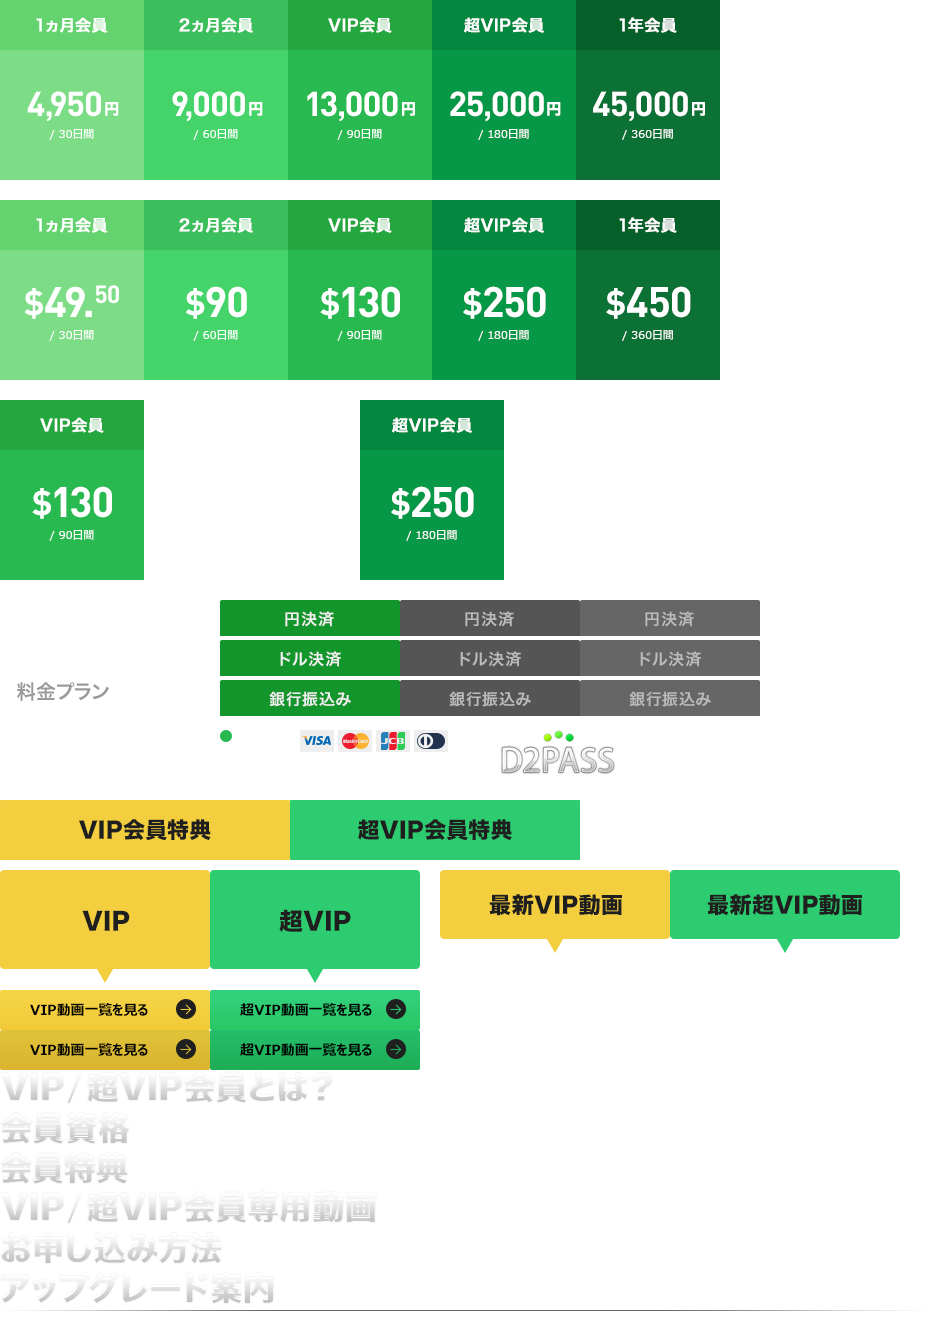 1ヵ月会員 2ヵ月会員 VIP会員 超VIP会員 1年会員
4,950円 9,000円 13,000円 25,000円 45,000円
/ 30日間 / 60日間 / 90日間 / 180日間 / 360日間
1ヵ月会員 2ヵ月会員 VIP会員 超VIP会員 1年会員
$49.50 $90 $130 $250 $450
/ 30日間 / 60日間 / 90日間 / 180日間 / 360日間
VIP会員 超VIP会員
$130 $250
/ 90日間 / 180日間
円決済 円決済 円決済
ドル決済 ドル決済 ドル決済
料金プラン
銀行振込み 銀行振込み 銀行振込み
VISA MasterCard JCB
D2PASS
VIP会員特典 超VIP会員特典
VIP 超VIP 最新VIP動画 最新超VIP動画
VIP動画一覧を見る 超VIP動画一覧を見る
VIP動画一覧を見る 超VIP動画一覧を見る
VIP/超VIP会員とは？
会員資格
会員特典
VIP/超VIP会員専用動画
お申し込み方法
アップグレード案内